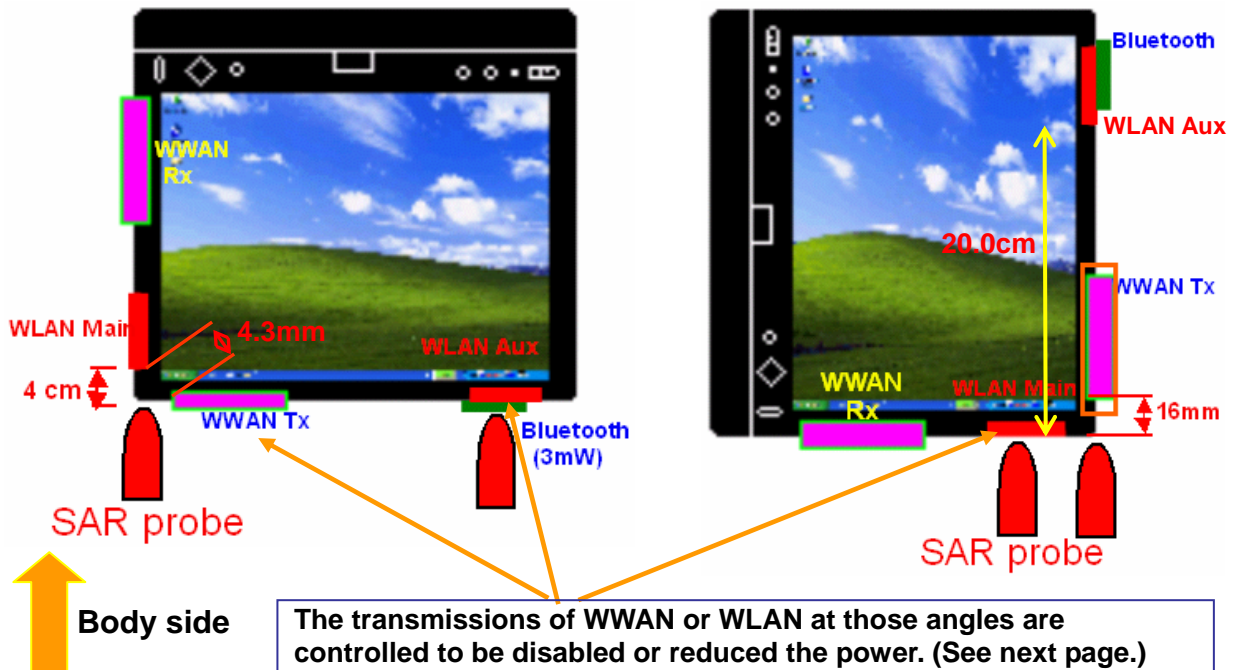 WWAN
Rx
WLAN Main
4 cm
4.3mm
WLAN Aux
WWAN Tx
Bluetooth
(3mW)
SAR probe
Bluetooth
WLAN Aux
20.0cm
WWAN Tx
WWAN
Rx
WLAN Main
16mm
SAR probe
Body side
The transmissions of WWAN or WLAN at those angles are
controlled to be disabled or reduced the power. (See next page.)